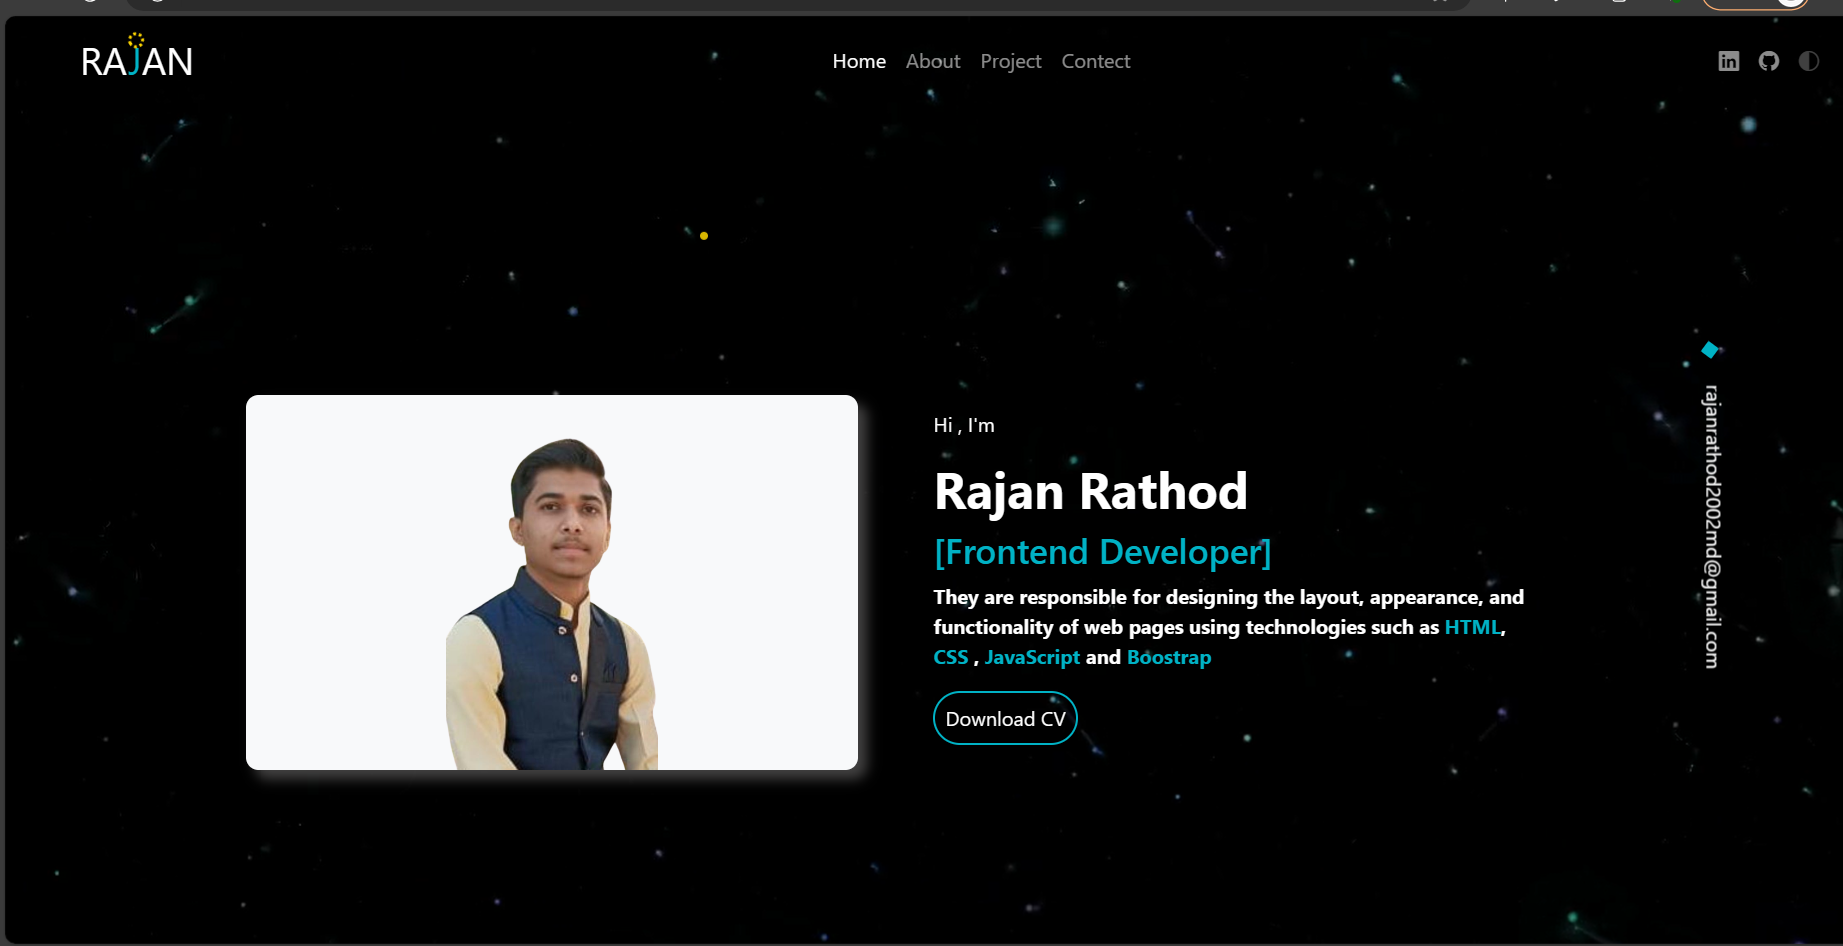 RAJAN
Home About Project Contect
in
Hi , I'm
Rajan Rathod
[Frontend Developer]
They are responsible for designing the layout, appearance, and
functionality of web pages using technologies such as HTML,
CSS , JavaScript and Boostrap
Download CV
rajanrathod2002md@gmail.com